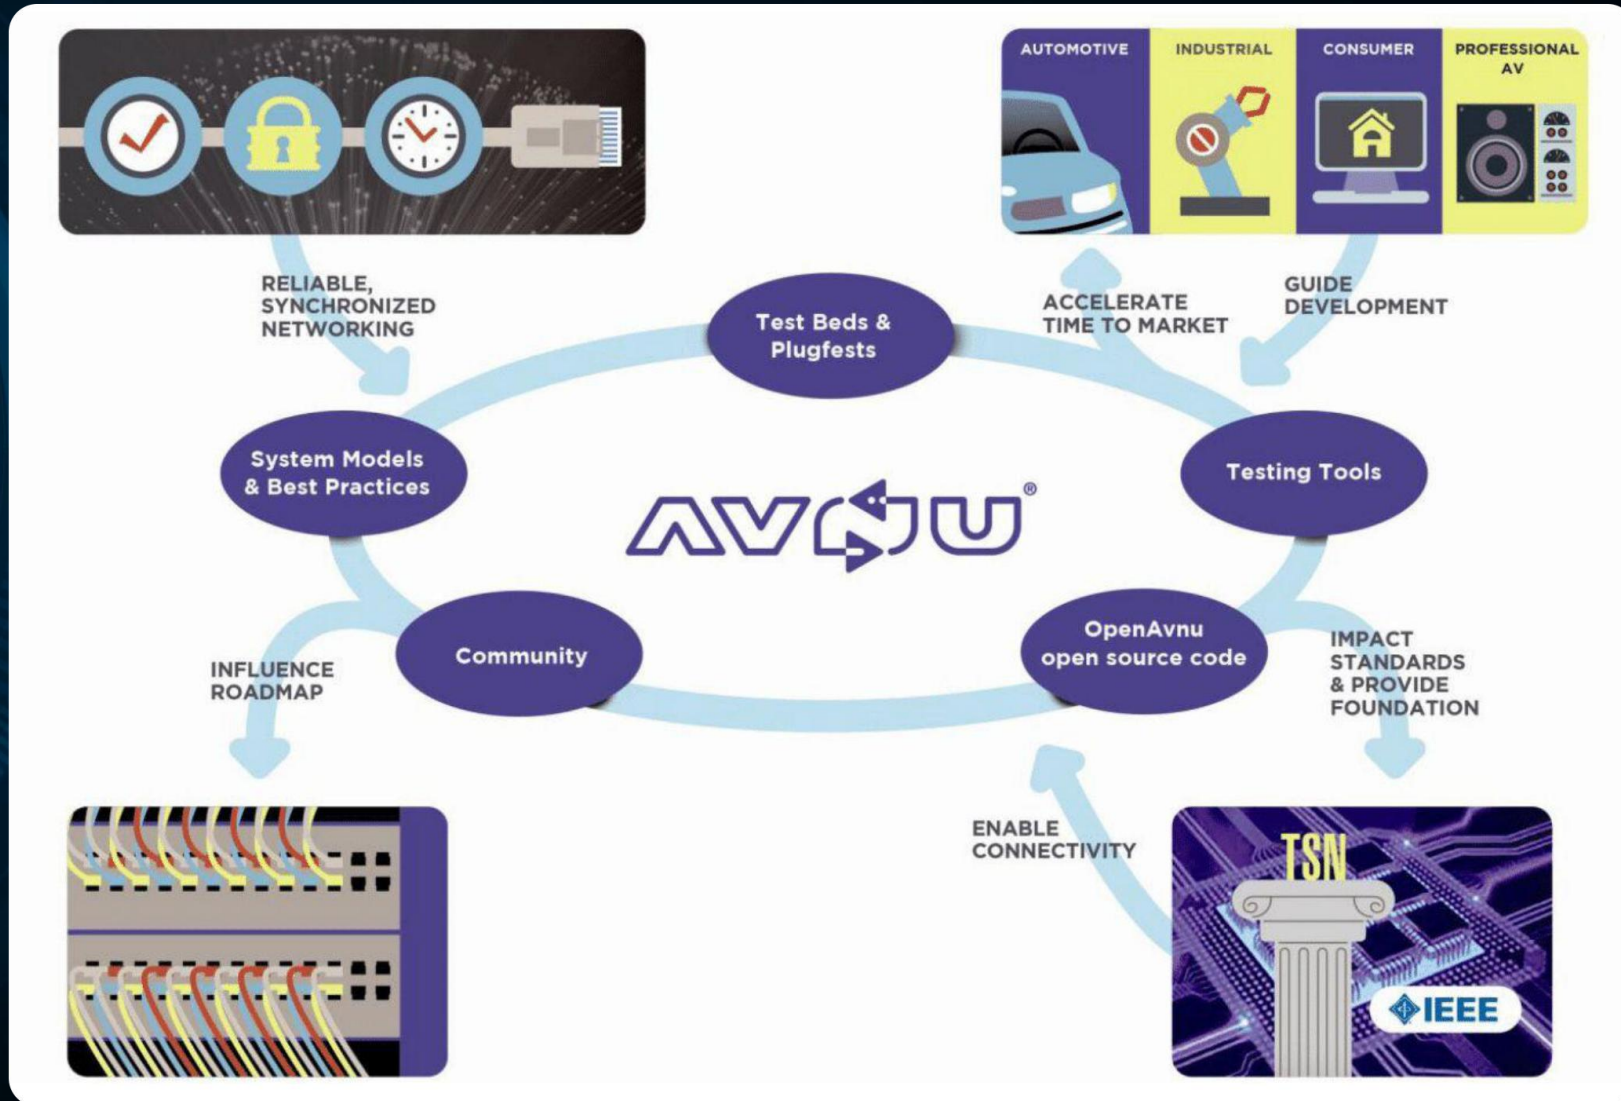 AUTOMOTIVE
INDUSTRIAL
CONSUMER
PROFESSIONAL
AV
RELIABLE,
SYNCHRONIZED
NETWORKING
Test Beds &
Plugfests
ACCELERATE
TIME TO MARKET
GUIDE
DEVELOPMENT
System Models
& Best Practices
AVNU®
Testing Tools
Community
OpenAvnu
open source code
INFLUENCE
ROADMAP
IMPACT
STANDARDS
& PROVIDE
FOUNDATION
ENABLE
CONNECTIVITY
TSN
IEEE